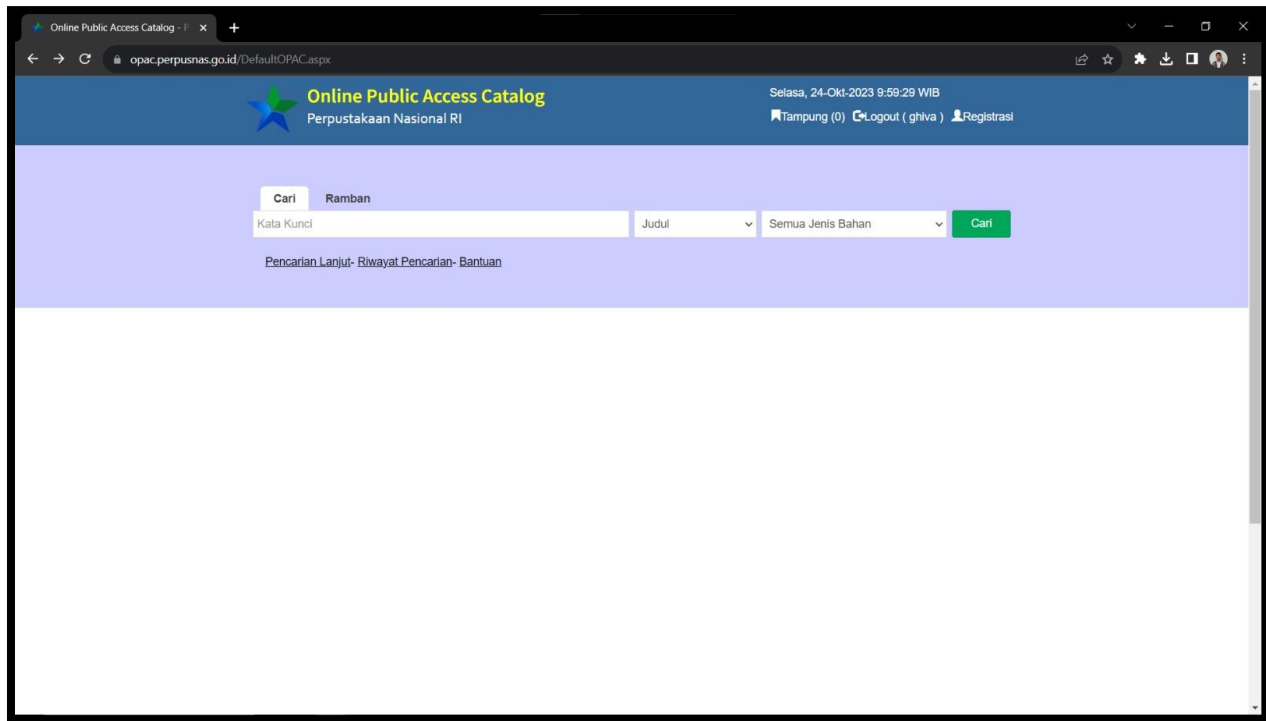 Online Public Access Catalog - P
opac.perpusnas.go.id/DefaultOPAC.aspx
Online Public Access Catalog
Perpustakaan Nasional RI
Selasa, 24-Okt-2023 9:59:29 WIB
Tampung (0) Logout ( ghiva ) Registrasi
Cari Ramban
Kata Kunci Judul Semua Jenis Bahan Cari
Pencarian Lanjut- Riwayat Pencarian- Bantuan